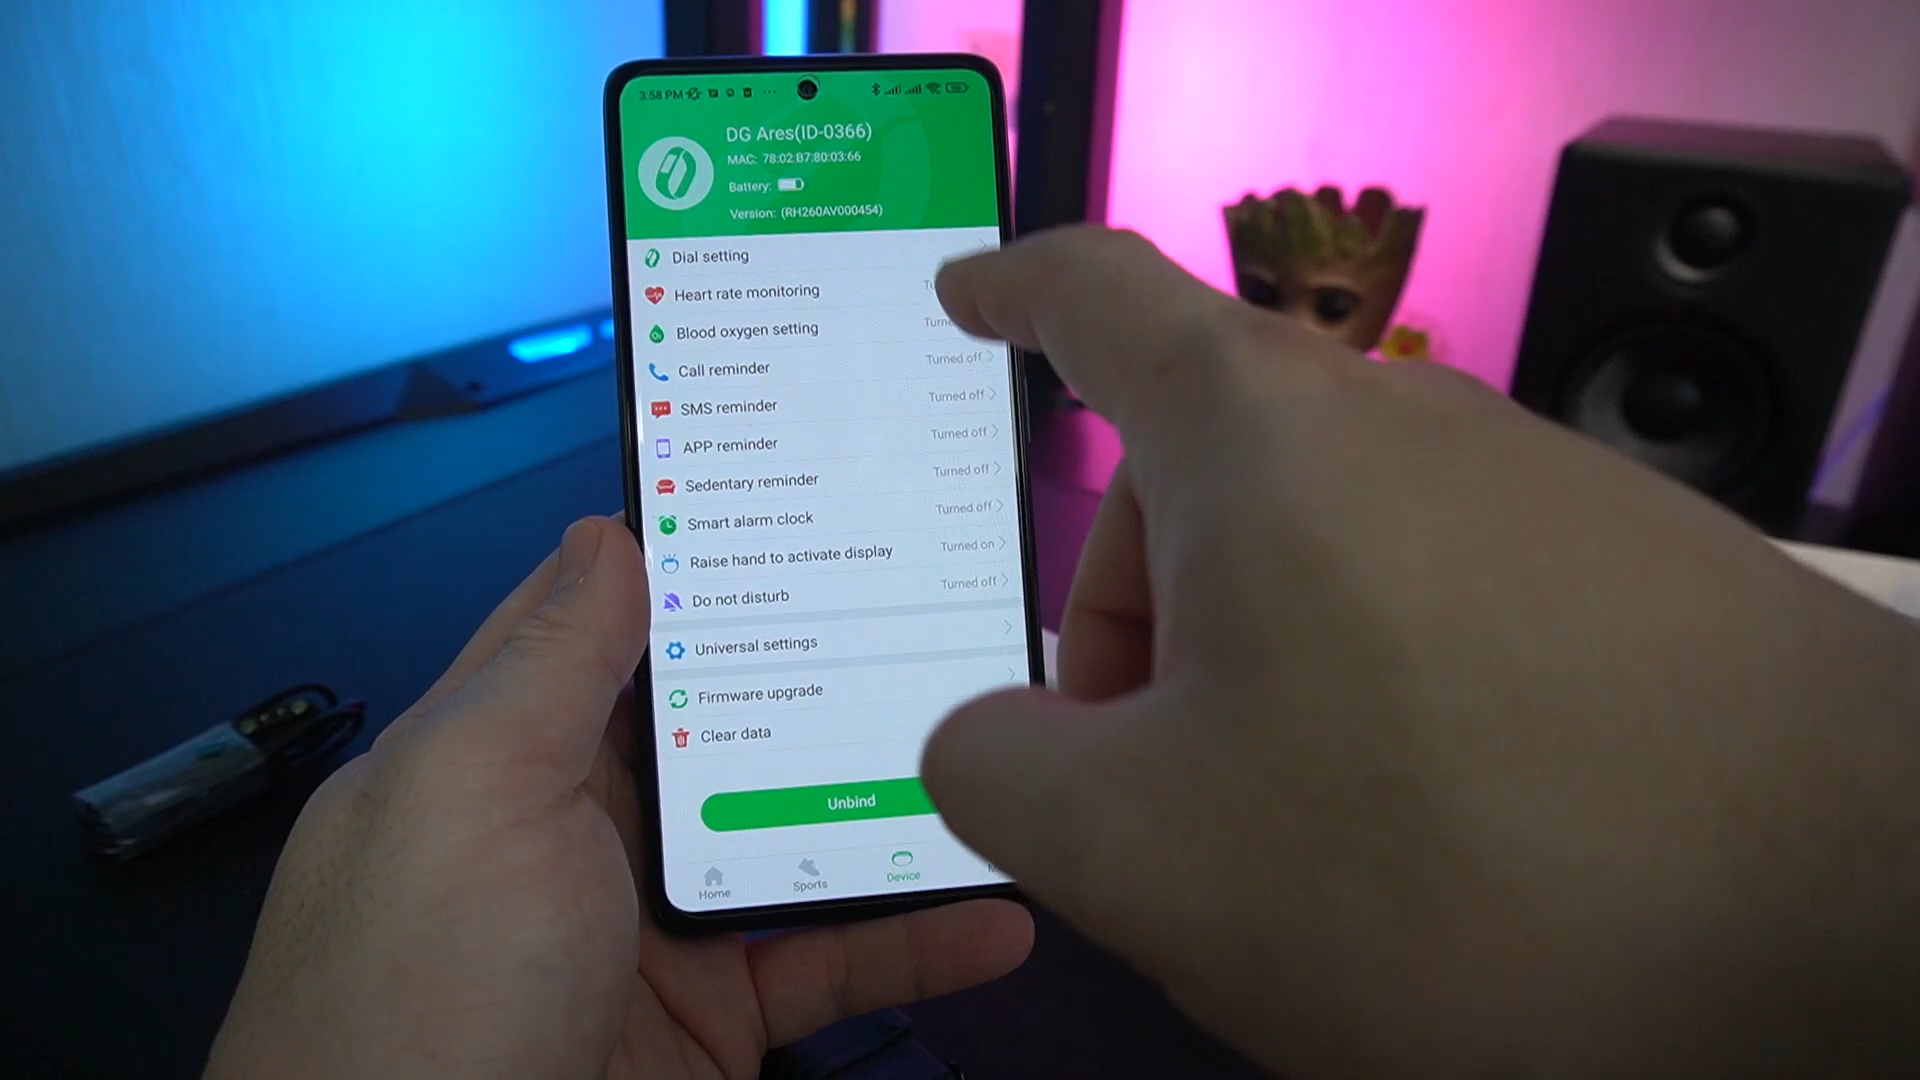 3:58 PM
DG Ares(ID-0366)
MAC: 78:02:B7:80:03:66
Battery:
Version: (RH260AV000454)
Dial setting
Heart rate monitoring
Blood oxygen setting
Call reminder Turned off
SMS reminder Turned off
APP reminder Turned off
Sedentary reminder Turned off
Smart alarm clock Turned off
Raise hand to activate display Turned on
Do not disturb Turned off
Universal settings
Firmware upgrade
Clear data
Unbind
Home Sports Device